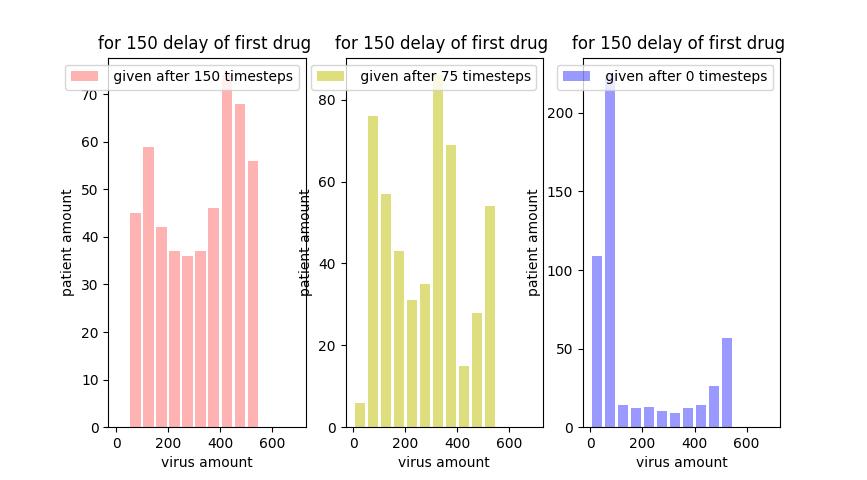 for 150 delay of first drug
given after 150 timesteps
70
60
50
40
30
20
10
0
patient amount
0 200 400 600
virus amount
for 150 delay of first drug
given after 75 timesteps
80
60
40
20
0
patient amount
0 200 400 600
virus amount
for 150 delay of first drug
given after 0 timesteps
200
150
100
50
0
patient amount
0 200 400 600
virus amount